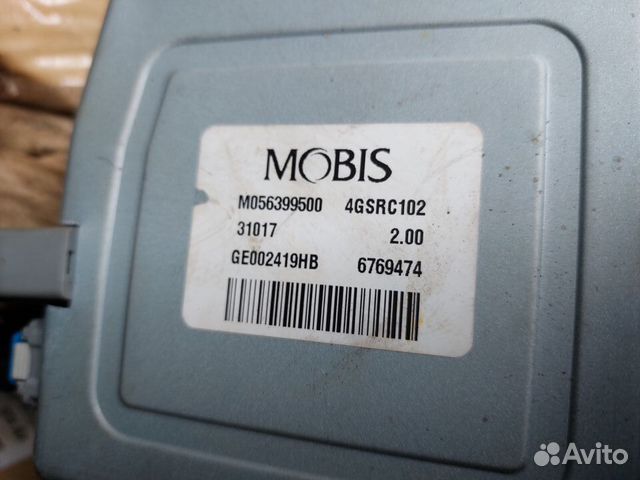 MOBIS
M056399500 4GSRC102
31017 2.00
GE002419HB 6769474
Avito